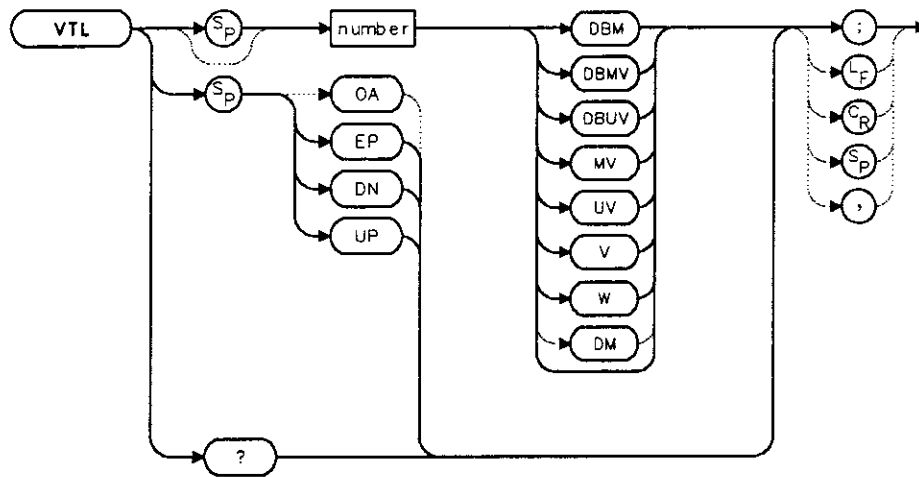 VTL
SP
number
DBM
DBMV
DBUV
MV
UV
V
W
DM
;
LF
CR
SP
,
SP
OA
EP
DN
UP
?